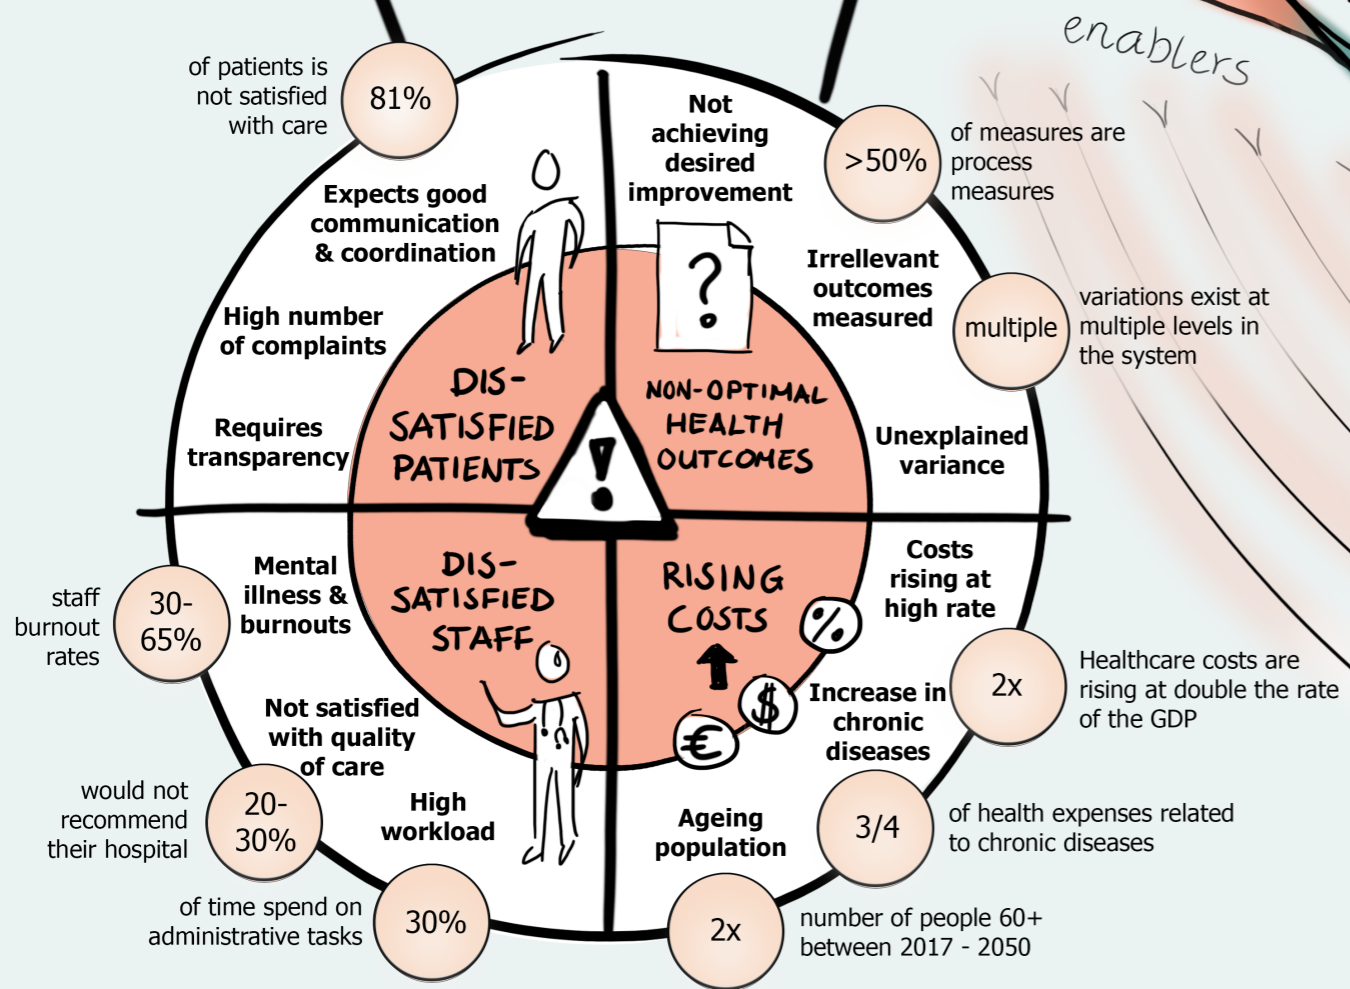 enablers
of patients is
not satisfied
with care
81%
Expects good
communication
& coordination
High number
of complaints
Requires
transparency
DIS-
SATISFIED
PATIENTS
Not
achieving
desired
improvement
>50%
of measures are
process
measures
?
Irrellevant
outcomes
measured
multiple
variations exist at
multiple levels in
the system
NON-OPTIMAL
HEALTH
OUTCOMES
Unexplained
variance
!
Mental
illness &
burnouts
staff
burnout
rates
30-
65%
DIS-
SATISFIED
STAFF
Not satisfied
with quality
of care
would not
recommend
their hospital
20-
30%
High
workload
of time spend on
administrative tasks
30%
RISING
COSTS
%
$
€
Costs
rising at
high rate
2x
Healthcare costs are
rising at double the rate
of the GDP
Increase in
chronic
diseases
3/4
of health expenses related
to chronic diseases
Ageing
population
2x
number of people 60+
between 2017 - 2050